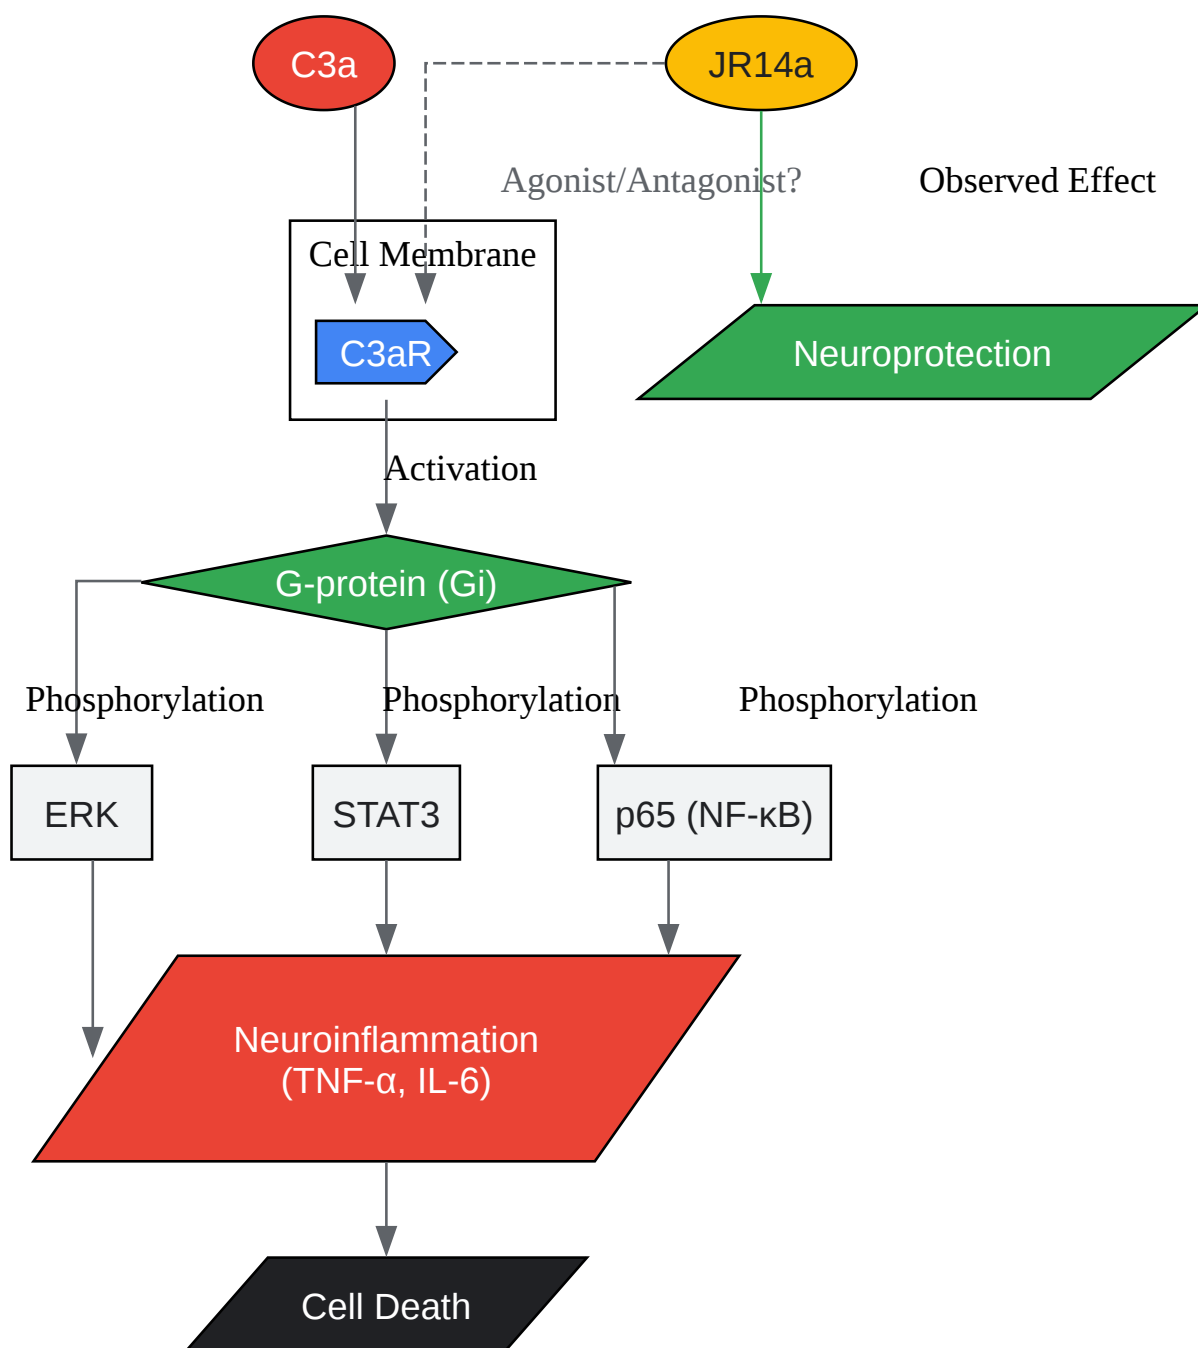 C3a
JR14a
Agonist/Antagonist?
Observed Effect
Cell Membrane
C3aR
Neuroprotection
Activation
G-protein (Gi)
Phosphorylation
Phosphorylation
Phosphorylation
ERK
STAT3
p65 (NF-κB)
Neuroinflammation
(TNF-α, IL-6)
Cell Death